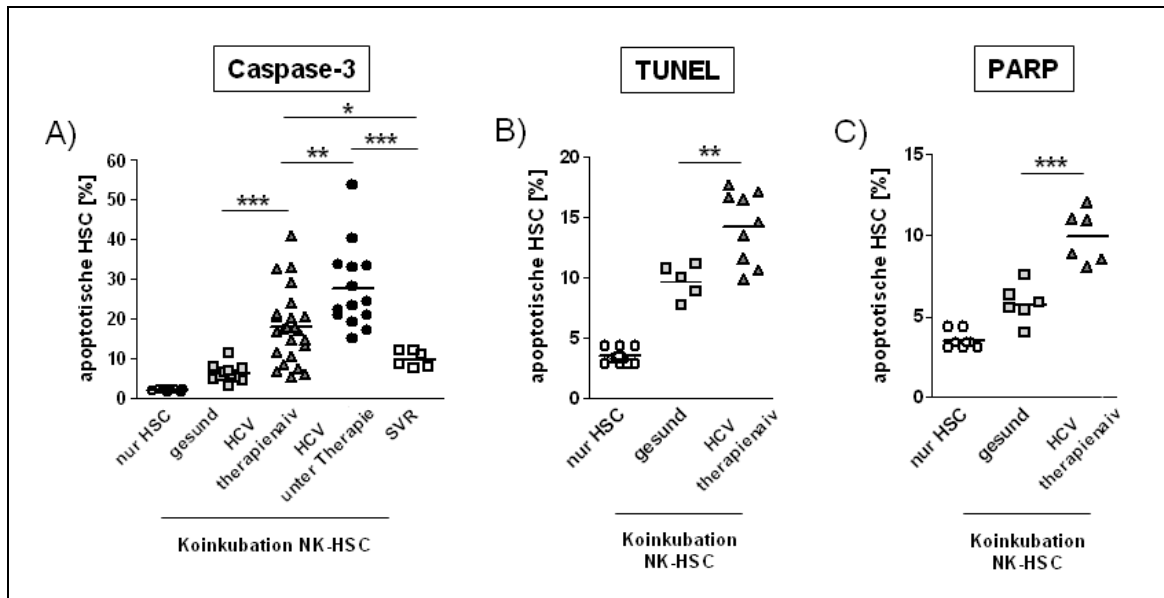 Caspase-3
TUNEL
PARP
A)
B)
C)
*
**
***
***
apoptotische HSC [%]
60
50
40
30
20
10
0
nur HSC
gesund
HCV
therapienaiv
HCV
unter Therapie
SVR
Koinkubation NK-HSC
**
apoptotische HSC [%]
20
15
10
5
0
nur HSC
gesund
HCV
therapienaiv
Koinkubation
NK-HSC
***
apoptotische HSC [%]
15
10
5
0
nur HSC
gesund
HCV
therapienaiv
Koinkubation
NK-HSC